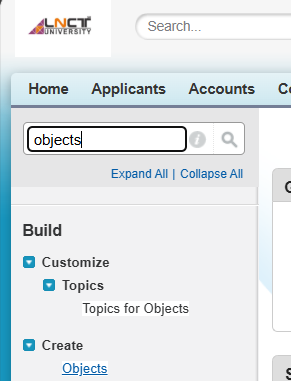 LNCT
UNIVERSITY
Search...
Home Applicants Accounts
objects
Expand All | Collapse All
Build
Customize
Topics
Topics for Objects
Create
Objects